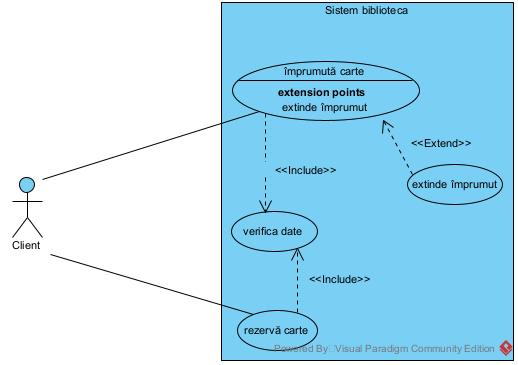 Sistem biblioteca
împrumută carte
extension points
extinde împrumut
<<Extend>>
<<Include>>
extinde împrumut
verifica date
Client
<<Include>>
rezervă carte
Powered By Visual Paradigm Community Edition